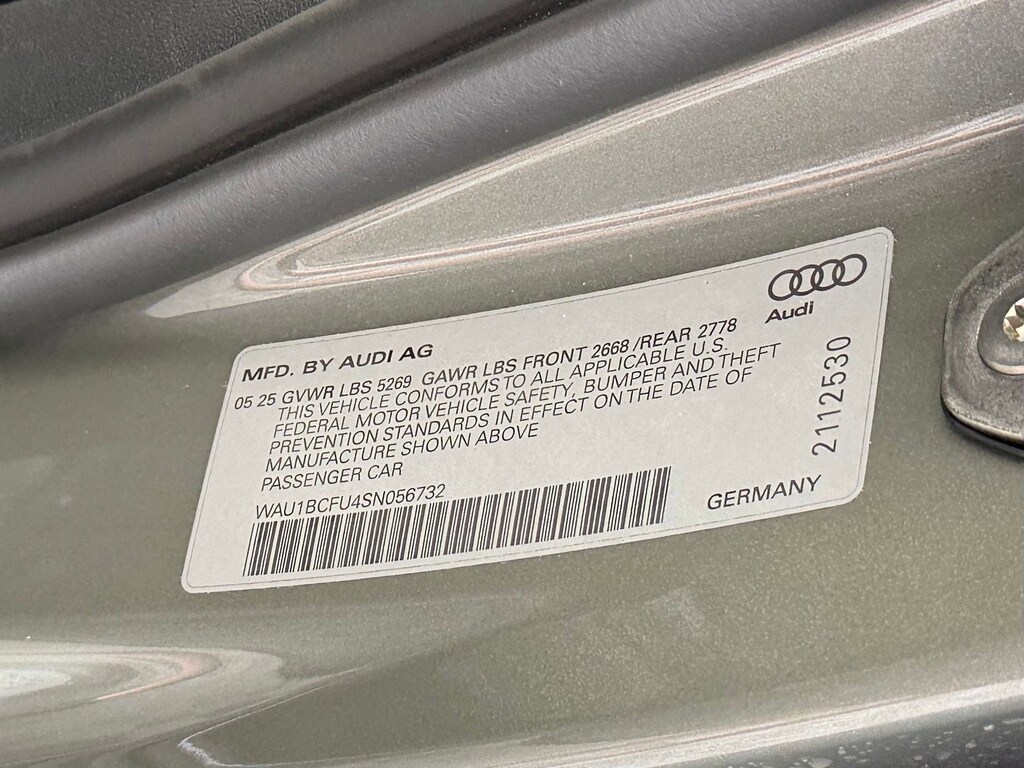 Audi
MFD. BY AUDI AG
05 25 GVWR LBS 5269 GAWR LBS FRONT 2668 /REAR 2778
THIS VEHICLE CONFORMS TO ALL APPLICABLE U.S.
FEDERAL MOTOR VEHICLE SAFETY, BUMPER AND THEFT
PREVENTION STANDARDS IN EFFECT ON THE DATE OF
MANUFACTURE SHOWN ABOVE
PASSENGER CAR
WAU1BCFU4SN056732
GERMANY
2112530